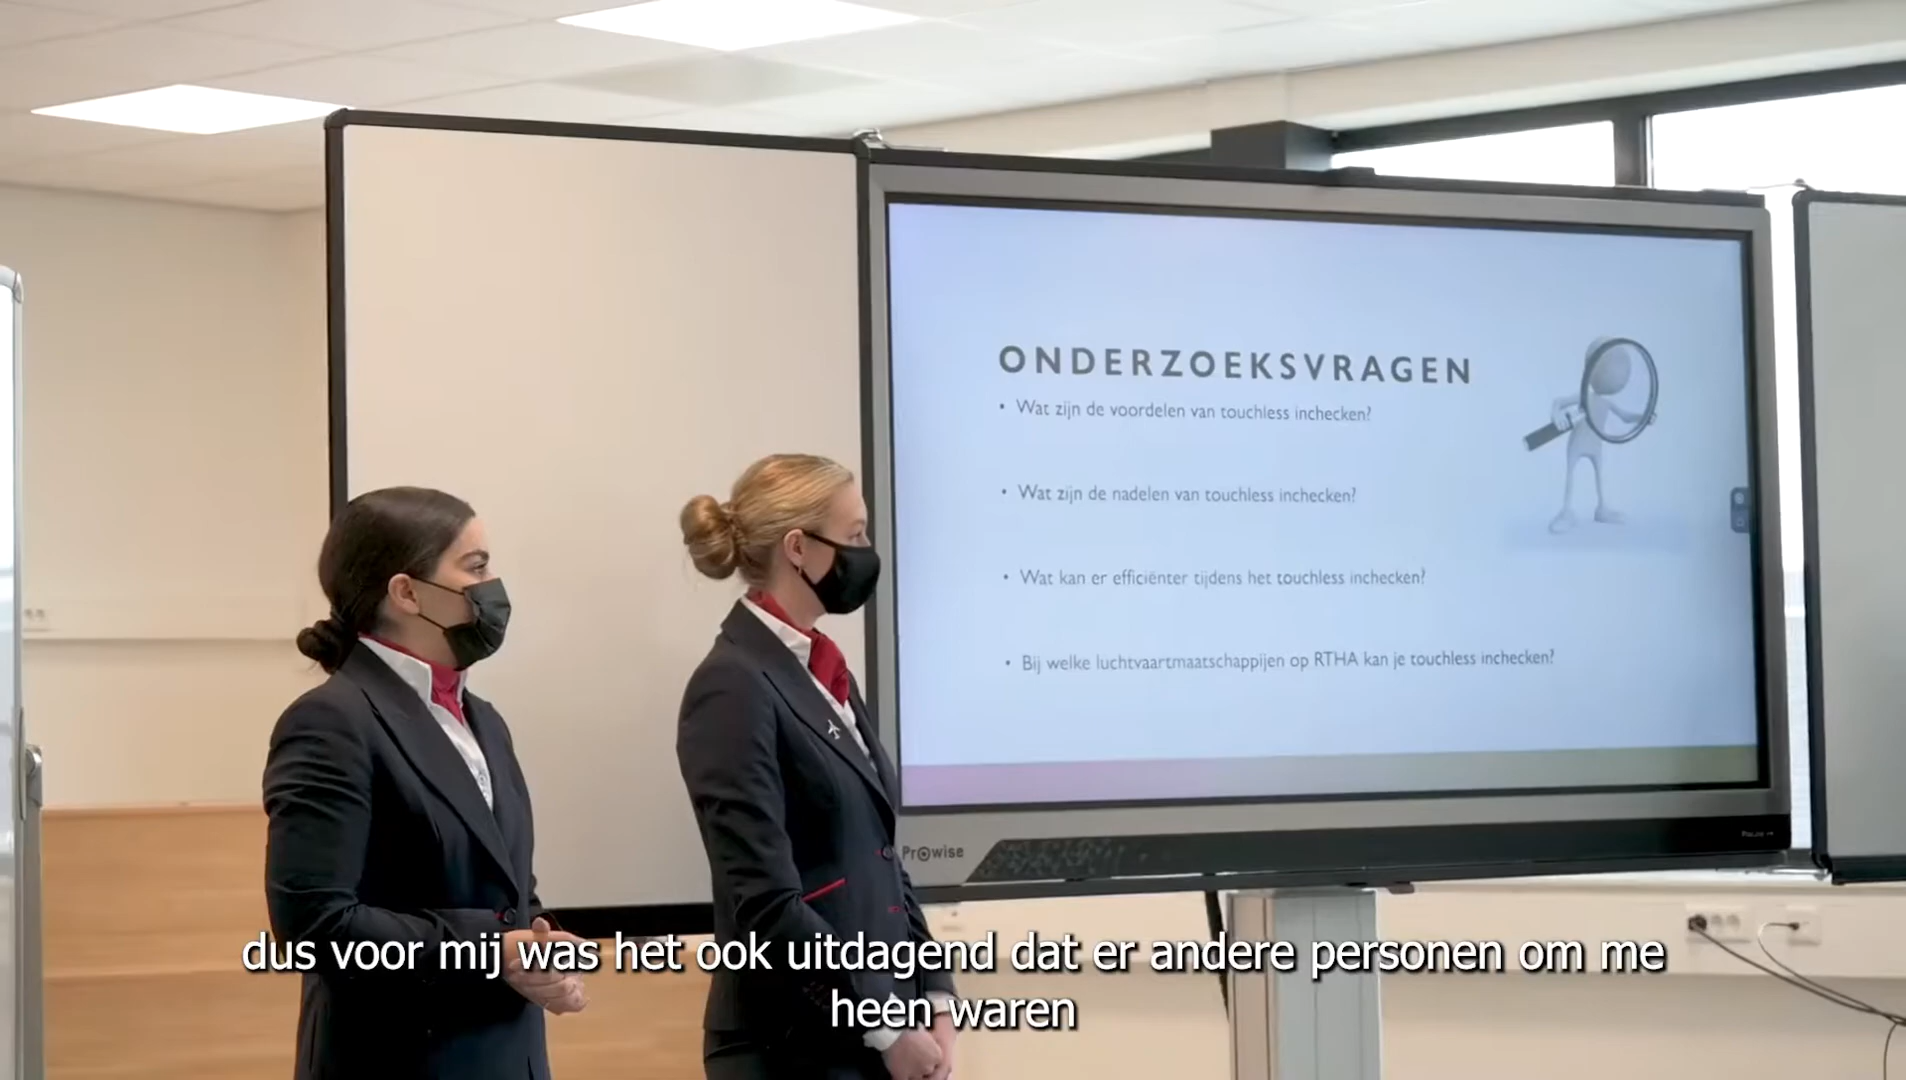 ONDERZOEKSVRAGEN
• Wat zijn de voordelen van touchless inchecken?
• Wat zijn de nadelen van touchless inchecken?
• Wat kan er efficiënter tijdens het touchless inchecken?
• Bij welke luchtvaartmaatschappijen op RTHA kan je touchless inchecken?
Prowise
dus voor mij was het ook uitdagend dat er andere personen om me
heen waren